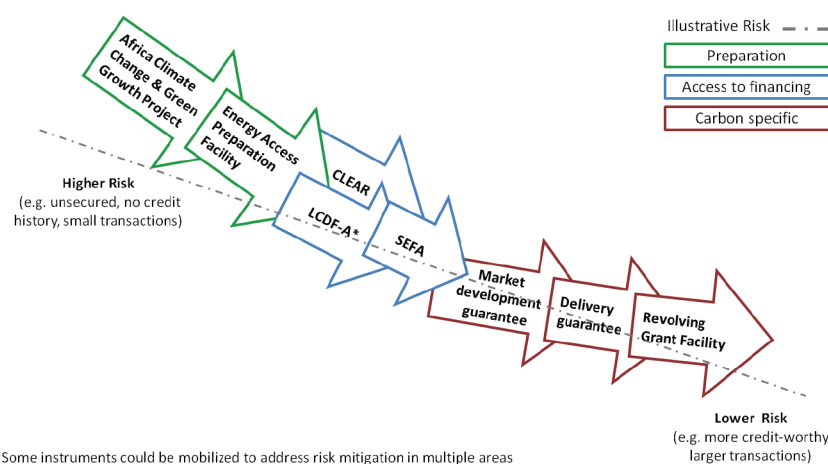 Illustrative Risk
Preparation
Access to financing
Carbon specific
Africa Climate
Change & Green
Growth Project
Energy Access
Preparation
Facility
CLEAR
LCDF-A*
SEFA
Market
development
guarantee
Delivery
guarantee
Revolving
Grant Facility
Higher Risk
(e.g. unsecured, no credit
history, small transactions)
Lower Risk
(e.g. more credit-worthy
larger transactions)
*Some instruments could be mobilized to address risk mitigation in multiple areas